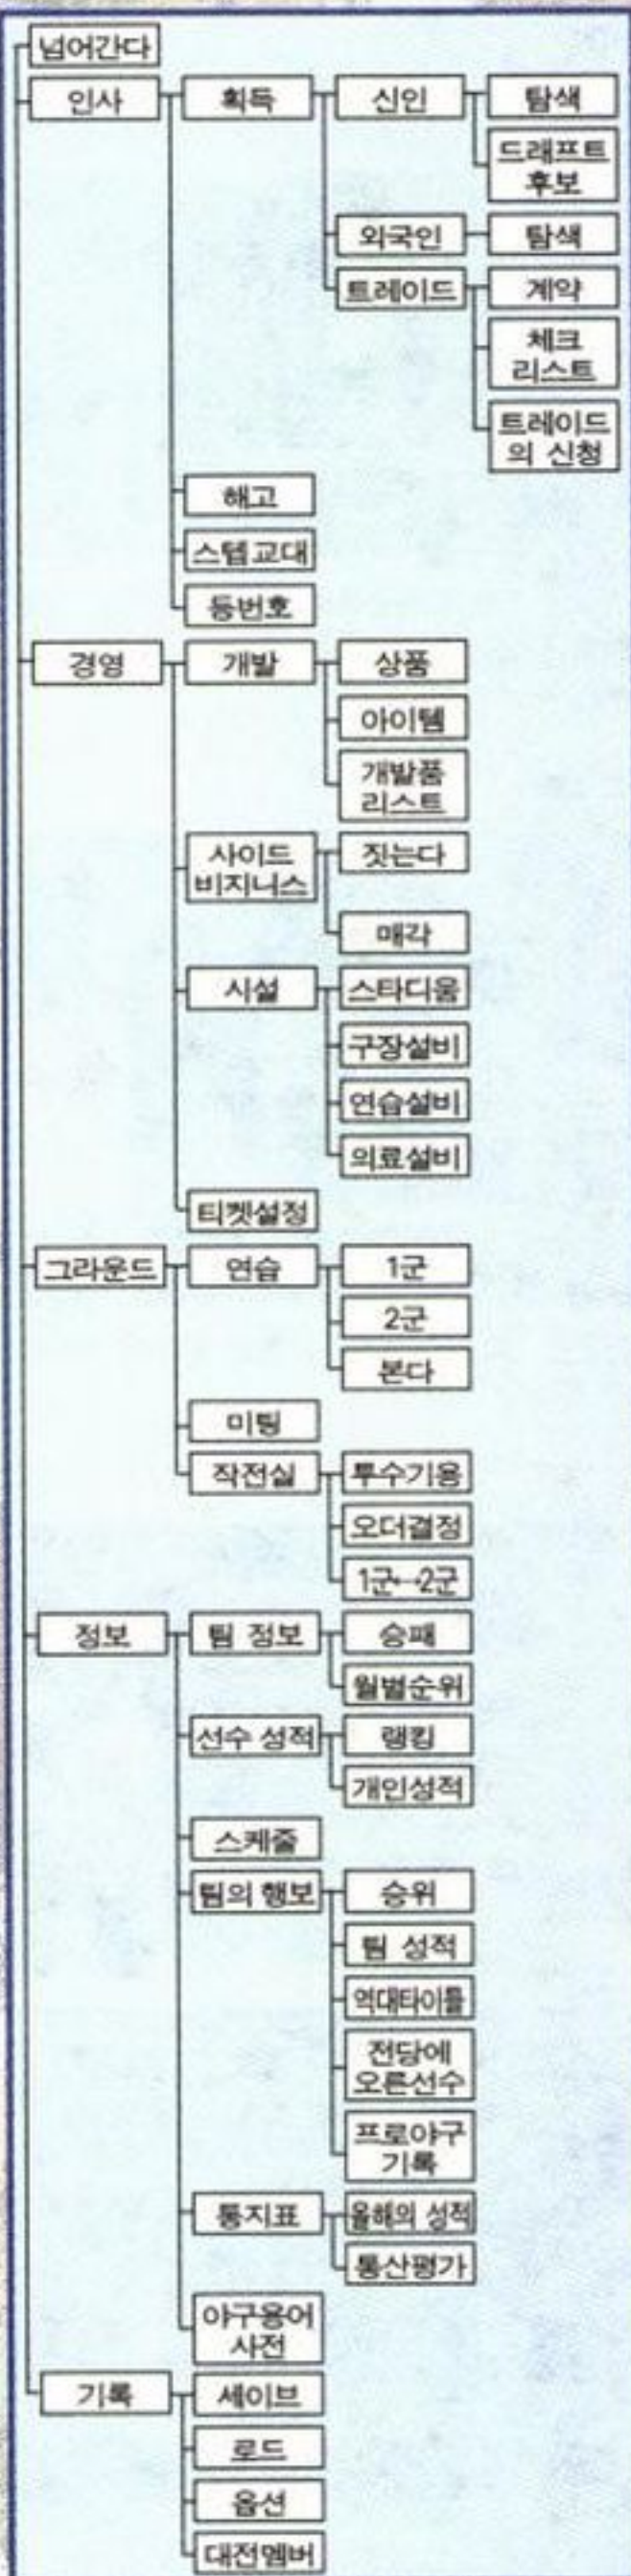 넘어간다
인사
획득
신인
탐색
드래프트
후보
외국인
탐색
트레이드
계약
체크
리스트
트레이드
의 신청
해고
스텝교대
등번호
경영
개발
상품
아이템
개발품
리스트
사이드
비지니스
짓는다
매각
시설
스타디움
구장설비
연습설비
의료설비
티켓설정
그라운드
연습
1군
2군
본다
미팅
작전실
투수기용
오더결정
1군↔2군
정보
팀 정보
승패
월별순위
선수 성적
랭킹
개인성적
스케줄
팀의 행보
승위
팀 성적
역대타이틀
전당에
오른선수
프로야구
기록
통지표
올해의 성적
통산평가
야구용어
사전
기록
세이브
로드
옵션
대전멤버